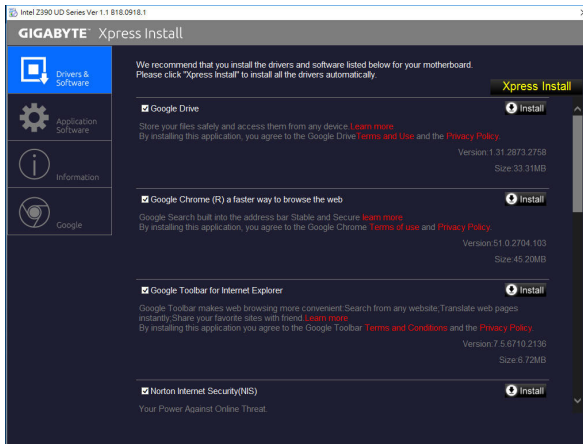 Intel Z390 UD Series Ver 1.1 B18.0918.1
GIGABYTE™ Xpress Install
Drivers &
Software
Application
Software
Information
Google
We recommend that you install the drivers and software listed below for your motherboard.
Please click "Xpress Install" to install all the drivers automatically.
Xpress Install
Google Drive
Install
Store your files safely and access them from any device.Learn more
By installing this application, you agree to the Google DriveTerms and Use and the Privacy Policy.
Version:1.31.2873.2758
Size:33.31MB
Google Chrome (R) a faster way to browse the web
Install
Google Search built into the address bar Stable and Secure learn more
By installing this application, you agree to the Google Chrome Terms of use and Privacy Policy.
Version:51.0.2704.103
Size:45.20MB
Google Toolbar for Internet Explorer
Install
Google Toolbar makes web browsing more convenient Search from any website;Translate web pages
instantly;Share your favorite sites with friend.Learn more
By installing this application you agree to the Google Toolbar Terms and Conditions and the Privacy Policy.
Version:7.5.6710.2136
Size:6.72MB
Norton Internet Security(NIS)
Install
Your Power Against Online Threat.